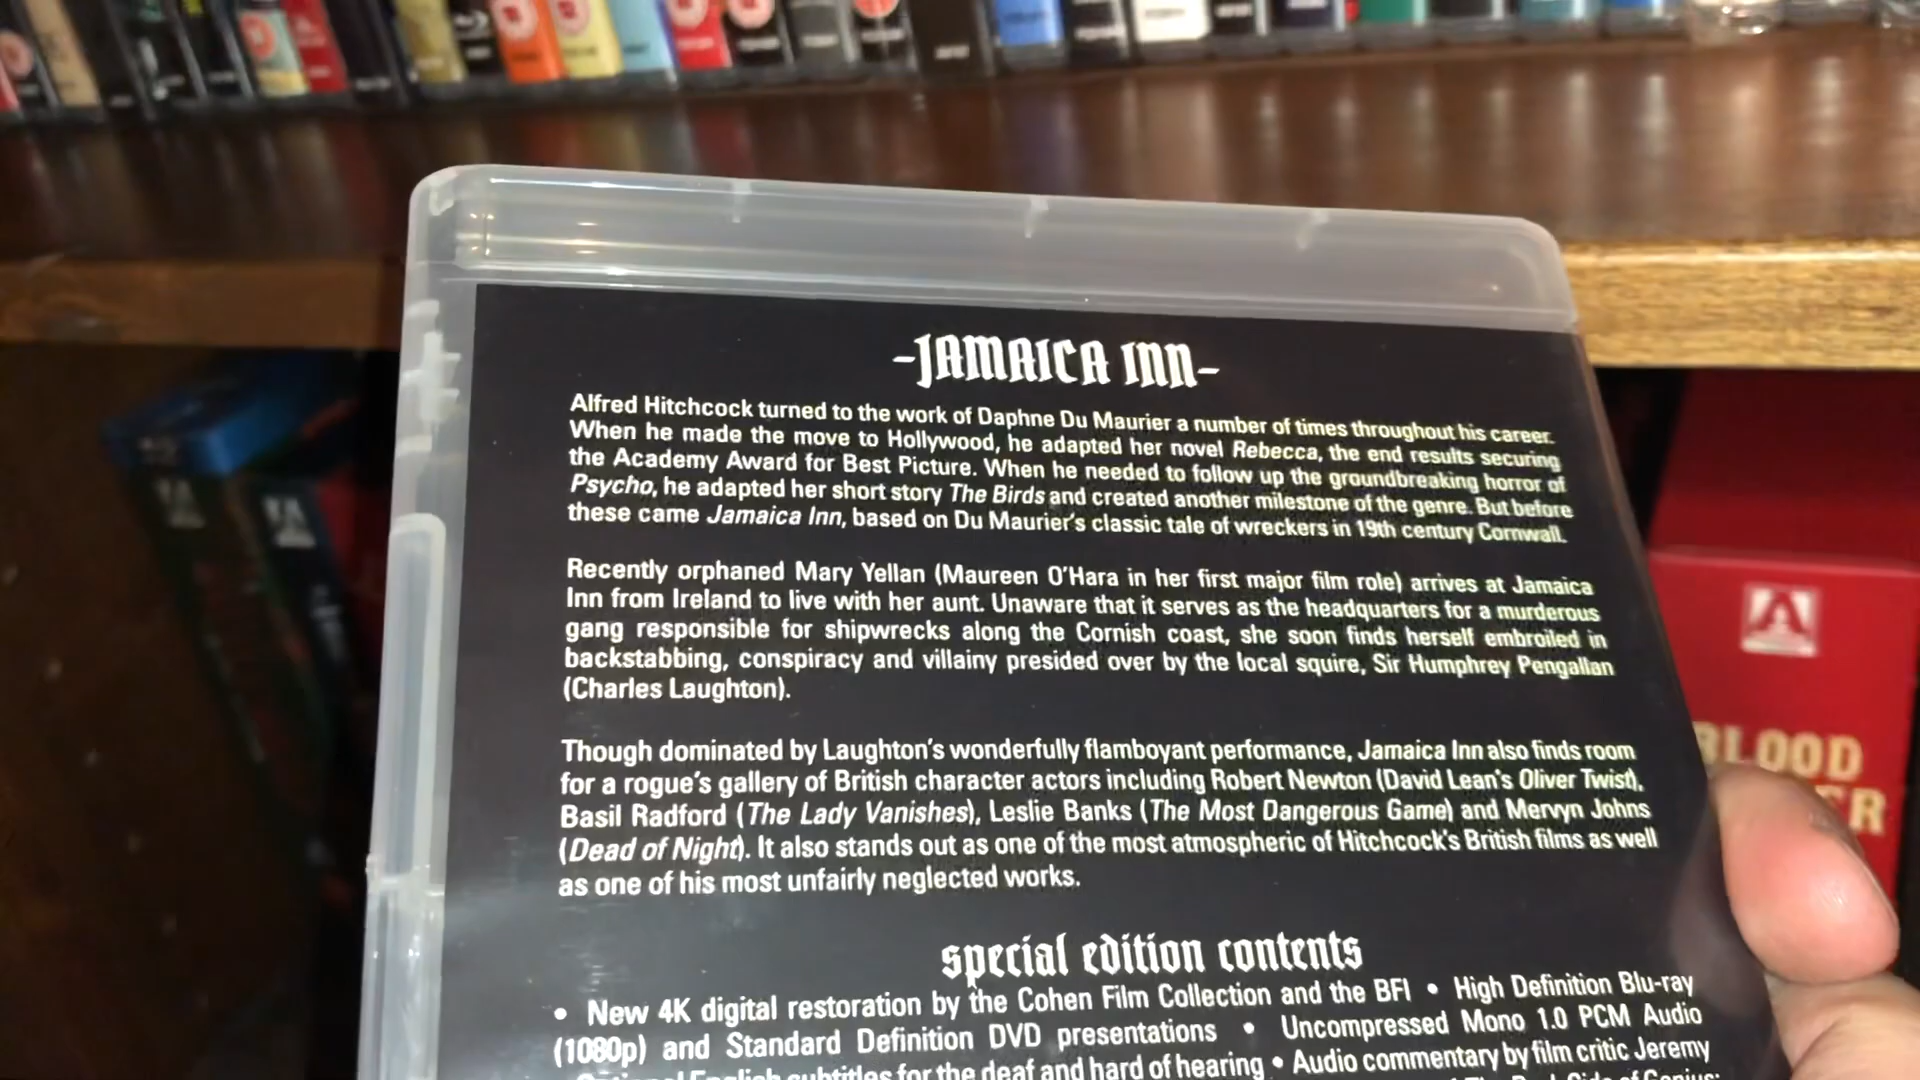 -JAMAICA INN-
Alfred Hitchcock turned to the work of Daphne Du Maurier a number of times throughout his career.
When he made the move to Hollywood, he adapted her novel Rebecca, the end results securing
the Academy Award for Best Picture. When he needed to follow up the groundbreaking horror of
Psycho, he adapted her short story The Birds and created another milestone of the genre. But before
these came Jamaica Inn, based on Du Maurier's classic tale of wreckers in 19th century Cornwall.
Recently orphaned Mary Yellan (Maureen O'Hara in her first major film role) arrives at Jamaica
Inn from Ireland to live with her aunt. Unaware that it serves as the headquarters for a murderous
gang responsible for shipwrecks along the Cornish coast, she soon finds herself embroiled in
backstabbing, conspiracy and villainy presided over by the local squire, Sir Humphrey Pengallan
(Charles Laughton).
Though dominated by Laughton's wonderfully flamboyant performance, Jamaica Inn also finds room
for a rogue's gallery of British character actors including Robert Newton (David Lean's Oliver Twist),
Basil Radford (The Lady Vanishes), Leslie Banks (The Most Dangerous Game) and Mervyn Johns
(Dead of Night). It also stands out as one of the most atmospheric of Hitchcock's British films as well
as one of his most unfairly neglected works.
special edition contents
• New 4K digital restoration by the Cohen Film Collection and the BFI • High Definition Blu-ray
(1080p) and Standard Definition DVD presentations • Uncompressed Mono 1.0 PCM Audio
English subtitles for the deaf and hard of hearing • Audio commentary by film critic Jeremy
BLOOD